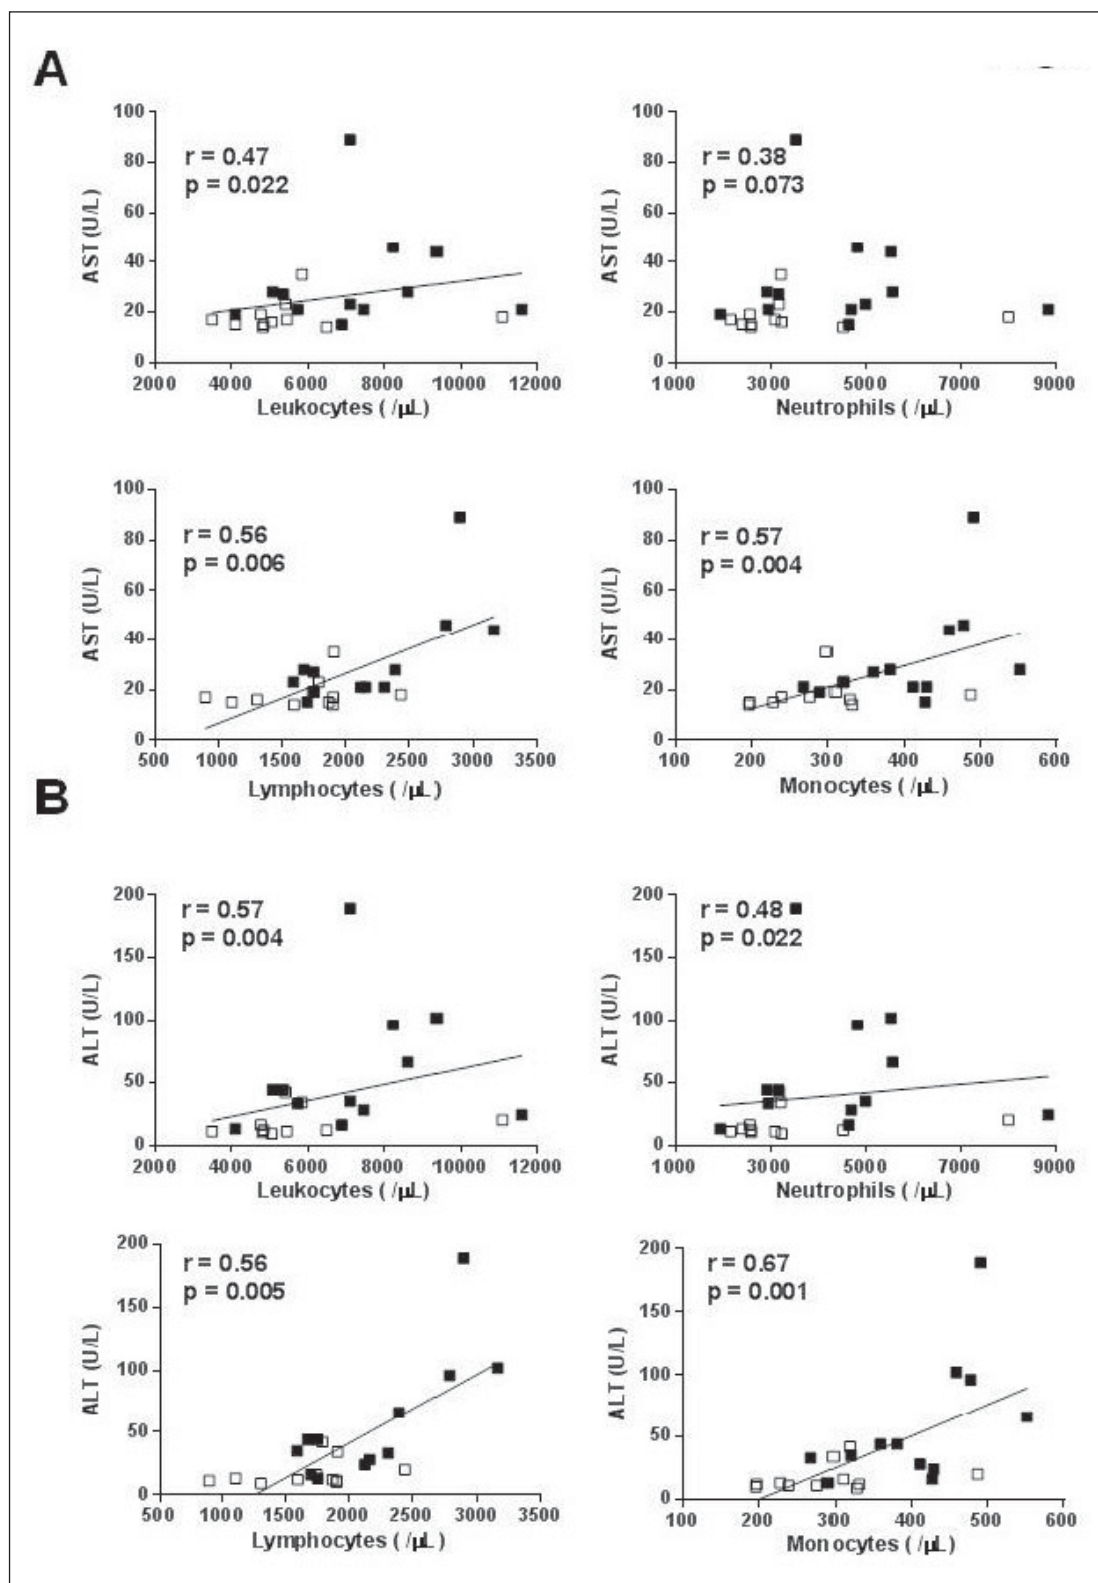 A
100
80
60
40
20
0
AST (U/L)
r = 0.47
p = 0.022
2000 4000 6000 8000 10000 12000
Leukocytes ( /μL)
100
80
60
40
20
0
AST (U/L)
r = 0.38
p = 0.073
1000 3000 5000 7000 9000
Neutrophils ( /μL)
100
80
60
40
20
0
AST (U/L)
r = 0.56
p = 0.006
500 1000 1500 2000 2500 3000 3500
Lymphocytes ( /μL)
100
80
60
40
20
0
AST (U/L)
r = 0.57
p = 0.004
100 200 300 400 500 600
Monocytes ( /μL)
B
200
150
100
50
0
ALT (U/L)
r = 0.57
p = 0.004
2000 4000 6000 8000 10000 12000
Leukocytes ( /μL)
200
150
100
50
0
ALT (U/L)
r = 0.48
p = 0.022
1000 3000 5000 7000 9000
Neutrophils ( /μL)
200
150
100
50
0
ALT (U/L)
r = 0.56
p = 0.005
500 1000 1500 2000 2500 3000 3500
Lymphocytes ( /μL)
200
150
100
50
0
ALT (U/L)
r = 0.67
p = 0.001
100 200 300 400 500 600
Monocytes ( /μL)